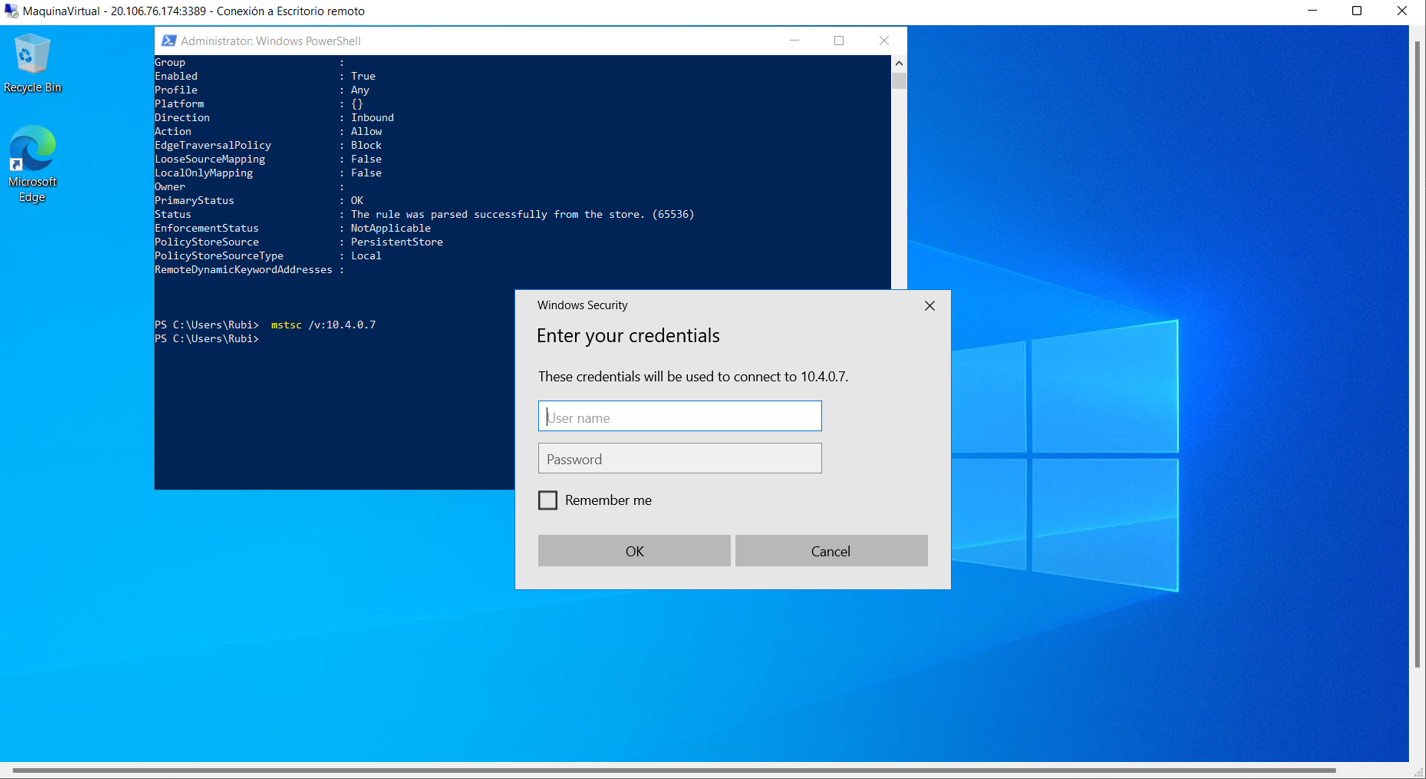 MaquinaVirtual - 20.106.76.174:3389 - Conexión a Escritorio remoto
Recycle Bin
Microsoft
Edge
Administrator: Windows PowerShell
Group :
Enabled : True
Profile : Any
Platform : {}
Direction : Inbound
Action : Allow
EdgeTraversalPolicy : Block
LooseSourceMapping : False
LocalOnlyMapping : False
Owner :
PrimaryStatus : OK
Status : The rule was parsed successfully from the store. (65536)
EnforcementStatus : NotApplicable
PolicyStoreSource : PersistentStore
PolicyStoreSourceType : Local
RemoteDynamicKeywordAddresses :
PS C:\Users\Rubi> mstsc /v:10.4.0.7
PS C:\Users\Rubi>
Windows Security
Enter your credentials
These credentials will be used to connect to 10.4.0.7.
User name
Password
Remember me
OK Cancel